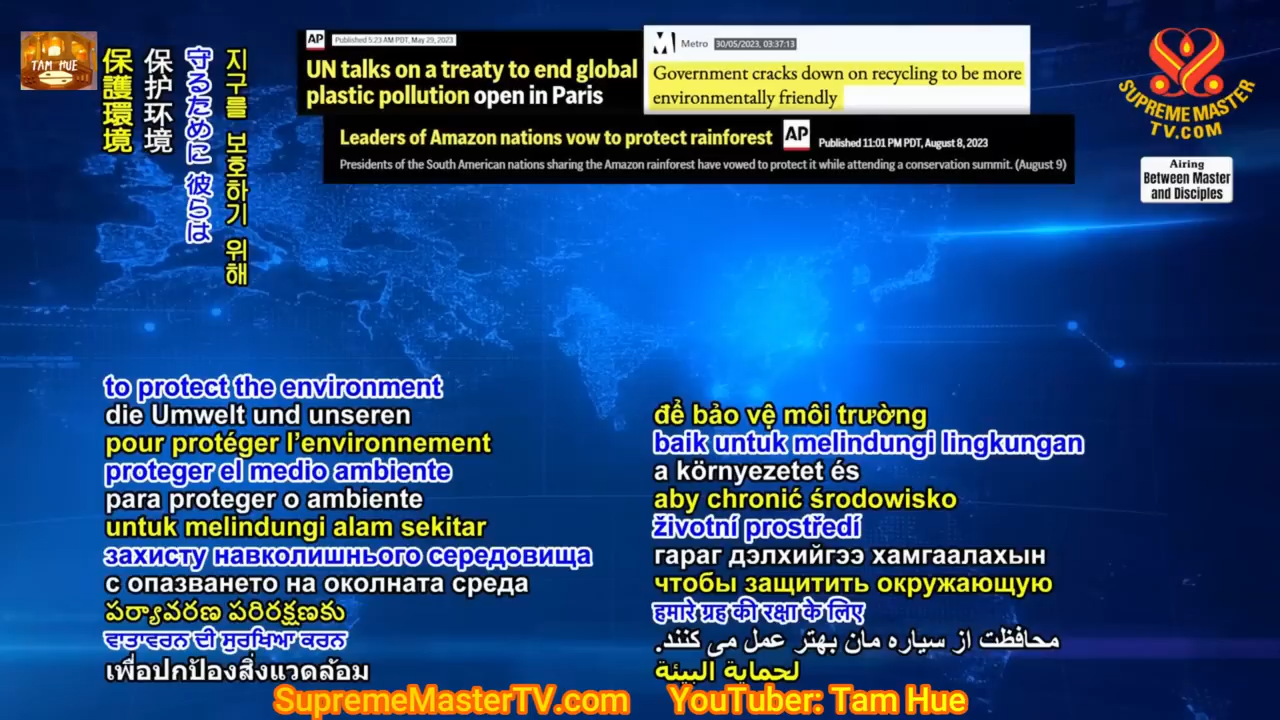 TAM HUE
保護環境
保护环境
守るために 彼らは
지구를 보호하기 위해
AP Published 5:23 AM PDT, May 29, 2023
UN talks on a treaty to end global
plastic pollution open in Paris
M Metro 30/05/2023, 03:37:13
Government cracks down on recycling to be more
environmentally friendly
Leaders of Amazon nations vow to protect rainforest AP Published 11:01 PM PDT, August 8, 2023
Presidents of the South American nations sharing the Amazon rainforest have vowed to protect it while attending a conservation summit. (August 9)
SUPREME MASTER
TV.COM
Airing
Between Master
and Disciples
to protect the environment
die Umwelt und unseren
pour protéger l’environnement
proteger el medio ambiente
para proteger o ambiente
untuk melindungi alam sekitar
захисту навколишнього середовища
с опазването на околната среда
పర్యావరణ పరిరక్షణకు
ਵਾਤਾਵਰਨ ਦੀ ਸੁਰਖਿਆ ਕਰਨ
เพื่อปกป้องสิ่งแวดล้อม
để bảo vệ môi trường
baik untuk melindungi lingkungan
a környezetet és
aby chronić środowisko
životní prostředí
гараг дэлхийгээ хамгаалахын
чтобы защитить окружающую
हमारे ग्रह की रक्षा के लिए
محافظت از سیاره مان بهتر عمل می کنند.
لحماية البيئة
SupremeMasterTV.com YouTuber: Tam Hue